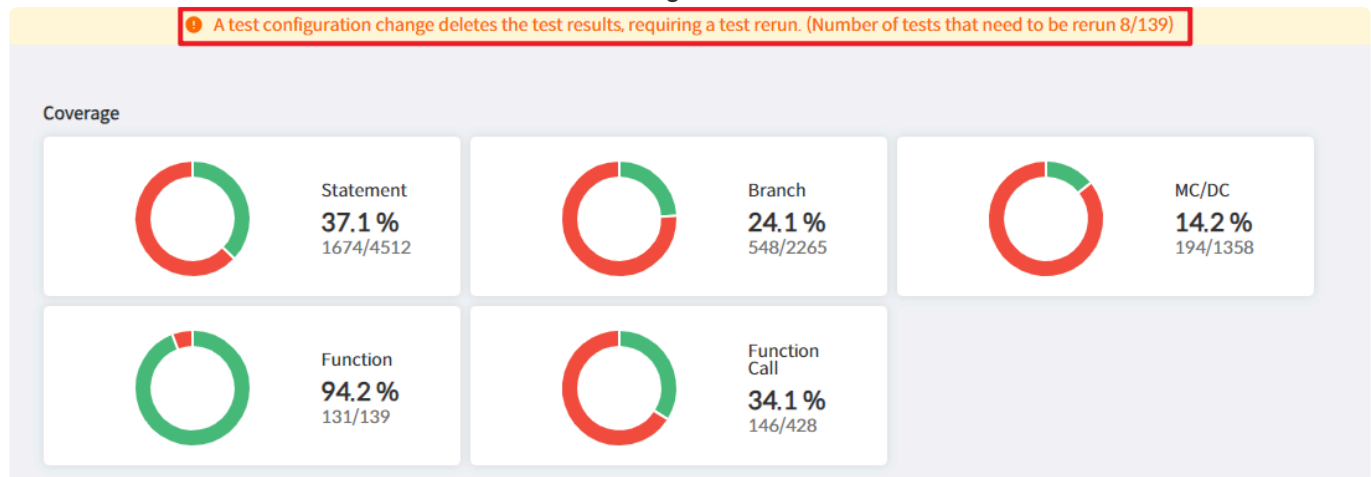 A test configuration change deletes the test results, requiring a test rerun. (Number of tests that need to be rerun 8/139)
Coverage
Statement
37.1 %
1674/4512
Branch
24.1 %
548/2265
MC/DC
14.2 %
194/1358
Function
94.2 %
131/139
Function
Call
34.1 %
146/428